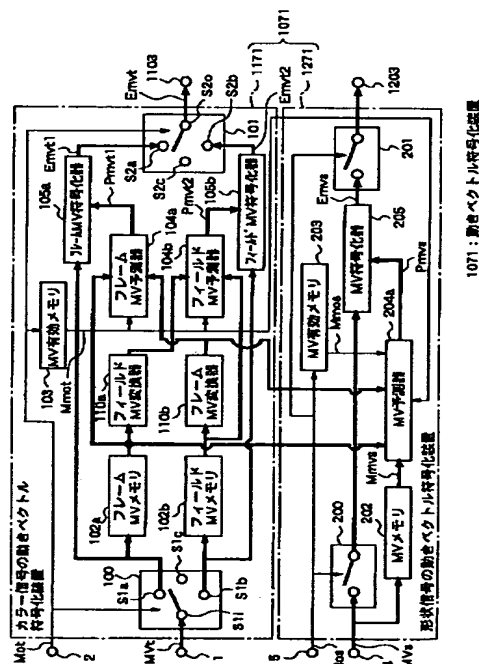 カラー信号の動きベクトル
符号化装置
Mot
2
MVt
1
100
S1a
S1i
S1c
S1b
102a
フレーム
MVメモリ
102b
フィールド
MVメモリ
110a
フィールド
MV変換器
110b
フレーム
MV変換器
103
MV有効メモリ
Mmot
104a
フレーム
MV予測器
104b
フィールド
MV予測器
105a
フレームMV符号化器
Pmvt1
Pmvt2
105b
フィールドMV符号化器
Emvt1
S2a
S2c
S2o
S2b
101
Emvt
1103
1071
1171
1271
Emvt2
5
MVs
200
202
MVメモリ
Mmvs
203
MV有効メモリ
Mmos
204a
MV予測器
205
MV符号化器
Emvs
Pmvs
201
1203
形状信号の動きベクトル符号化装置
1071:動きベクトル符号化装置